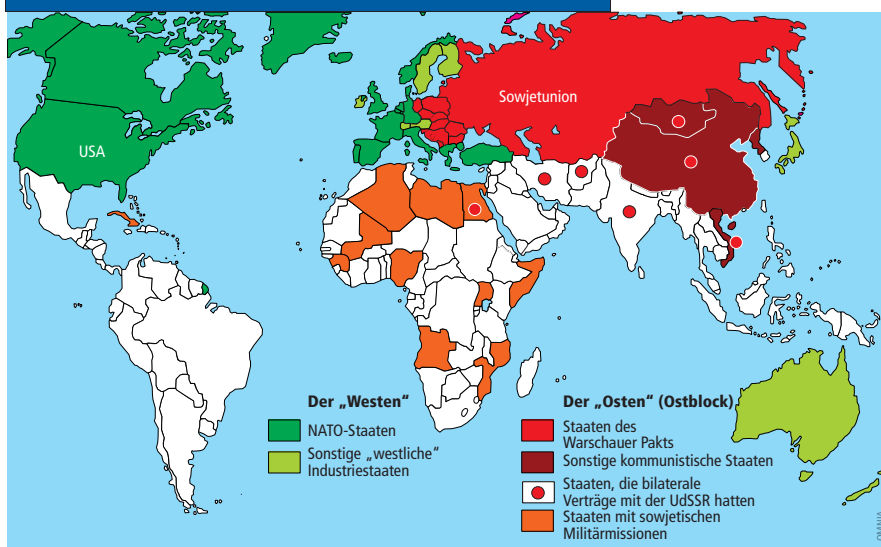 Sowjetunion
USA
Der „Westen“
NATO-Staaten
Sonstige „westliche“
Industriestaaten
Der „Osten“ (Ostblock)
Staaten des
Warschauer Pakts
Sonstige kommunistische Staaten
Staaten, die bilaterale
Verträge mit der UdSSR hatten
Staaten mit sowjetischen
Militärmissionen
OMNIA